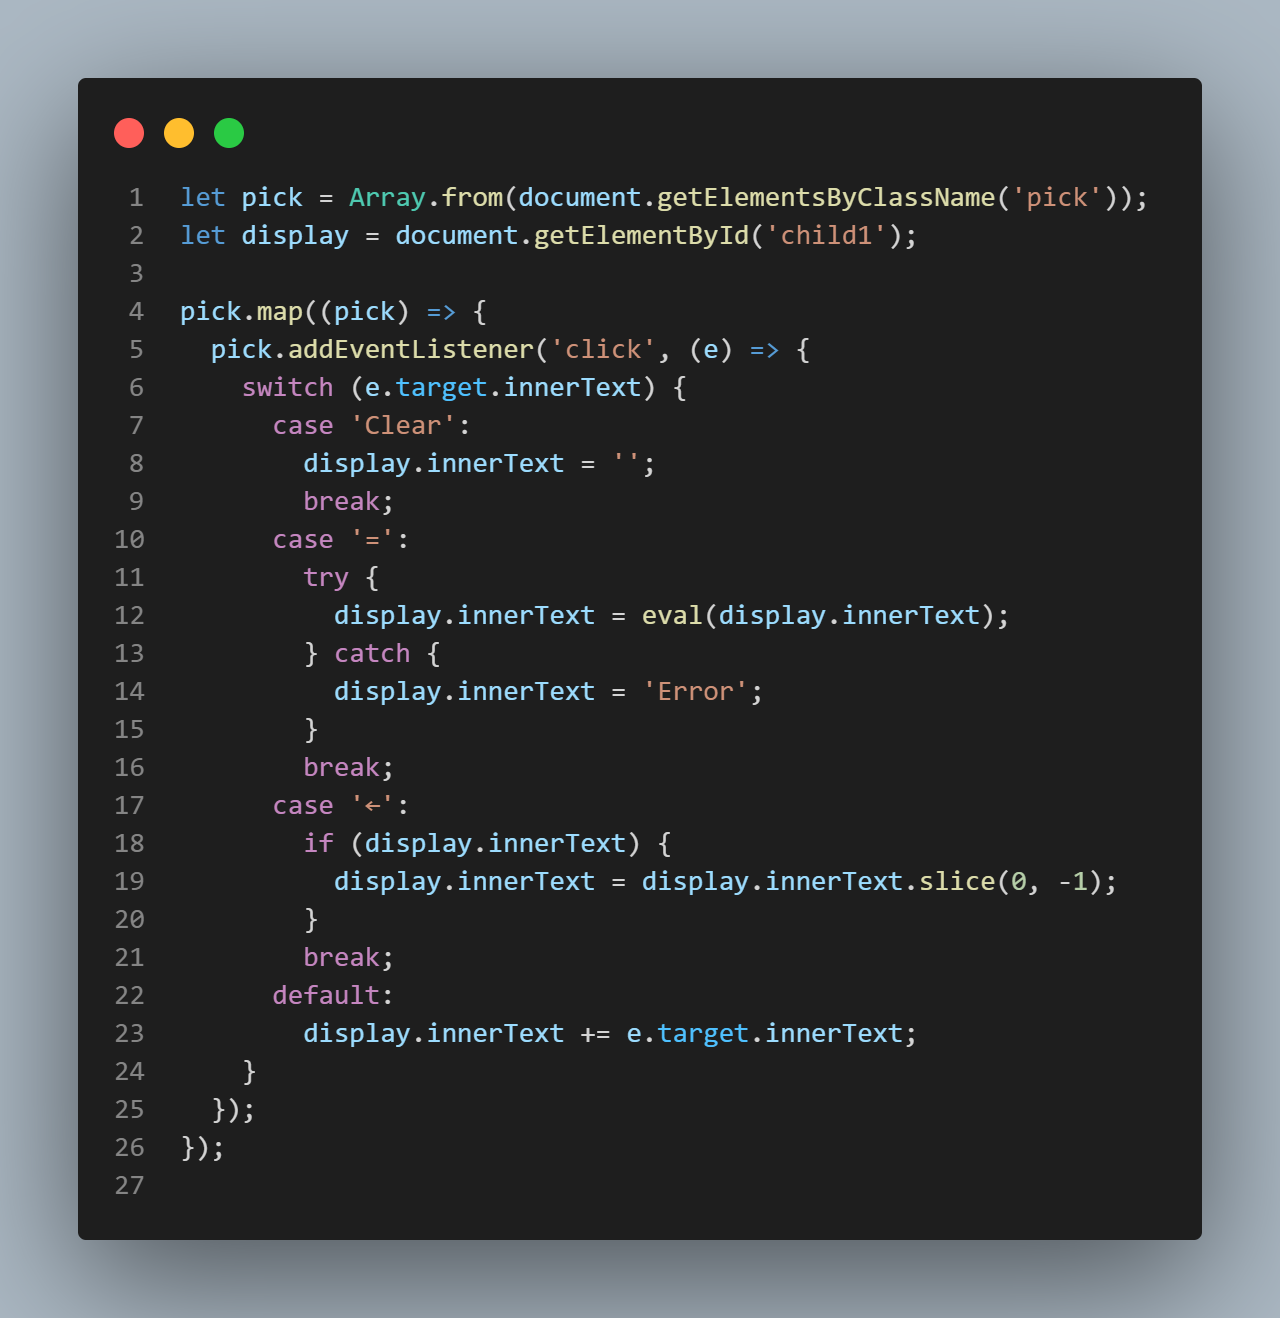 1 let pick = Array.from(document.getElementsByClassName('pick'));
2 let display = document.getElementById('child1');
3
4 pick.map((pick) => {
5   pick.addEventListener('click', (e) => {
6     switch (e.target.innerText) {
7       case 'Clear':
8         display.innerText = '';
9         break;
10       case '=':
11         try {
12           display.innerText = eval(display.innerText);
13         } catch {
14           display.innerText = 'Error';
15         }
16         break;
17       case '←':
18         if (display.innerText) {
19           display.innerText = display.innerText.slice(0, -1);
20         }
21         break;
22       default:
23         display.innerText += e.target.innerText;
24     }
25   });
26 });
27